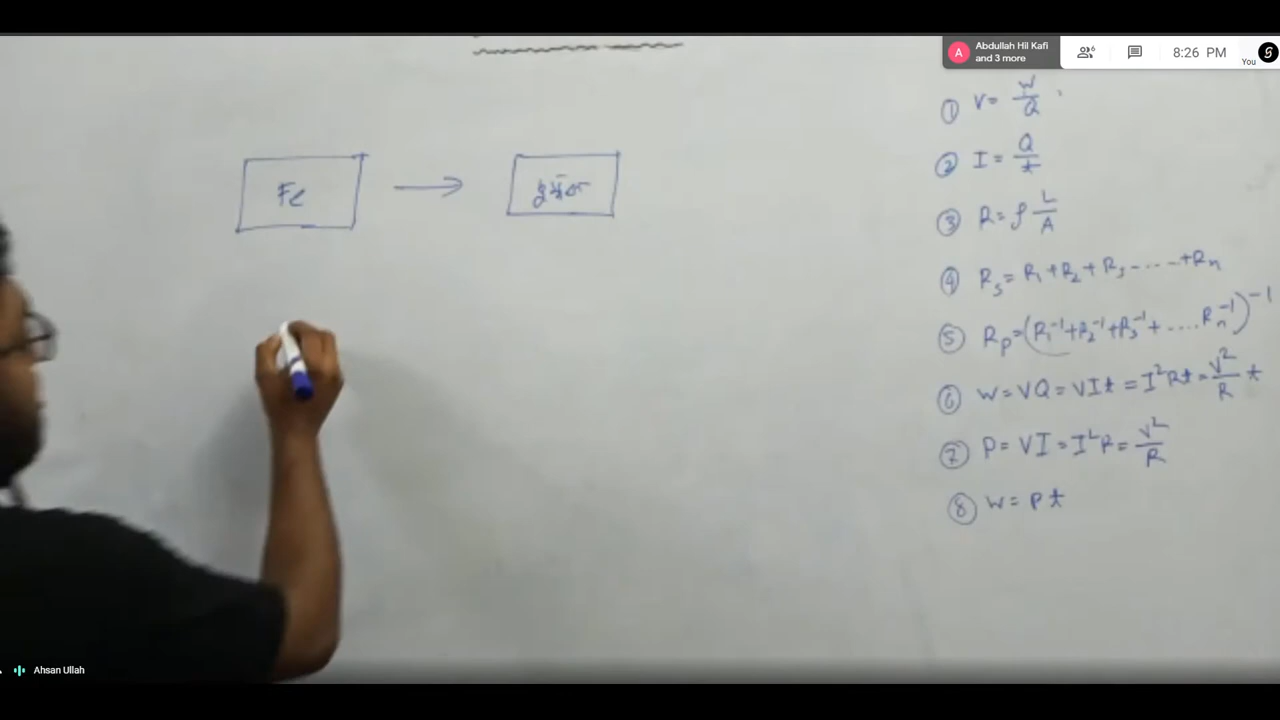 Abdullah Hil Kafi
and 3 more
6
8:26 PM
You
Fe →
① V = W/Q
② I = Q/t
③ R = ρ L/A
④ Rₛ = R₁ + R₂ + R₃ - - - - - + Rₙ
⑤ Rₚ = (R₁⁻¹ + R₂⁻¹ + R₃⁻¹ + .... Rₙ⁻¹)⁻¹
⑥ W = VQ = VIt = I²Rt = V²/R t
⑦ P = VI = I²R = V²/R
⑧ W = Pt
Ahsan Ullah